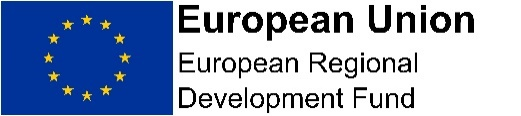 European Union
European Regional
Development Fund